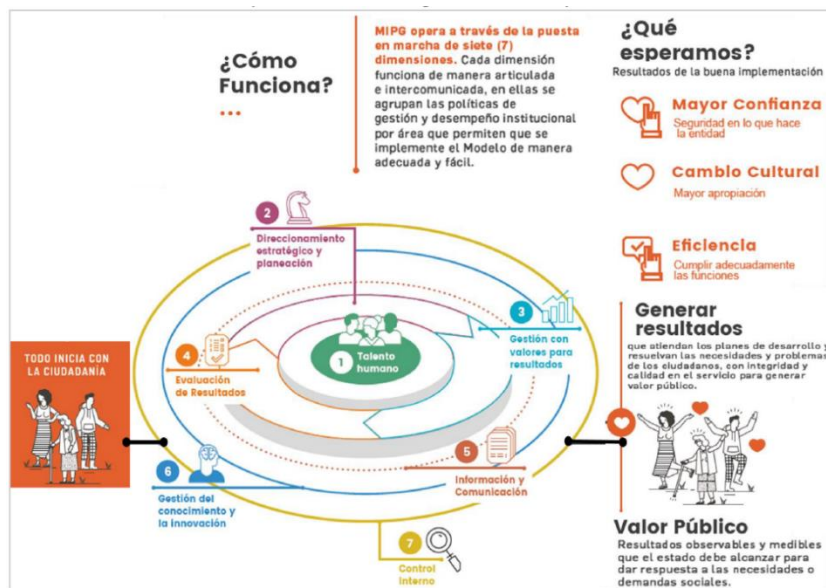 ¿Cómo
Funciona?
...
MIPG opera a través de la puesta
en marcha de siete (7)
dimensiones. Cada dimensión
funciona de manera articulada
e intercomunicada, en ellas se
agrupan las políticas de
gestión y desempeño institucional
por área que permiten que se
implemente el Modelo de manera
adecuada y fácil.
¿Qué
esperamos?
Resultados de la buena implementación
Mayor Confianza
Seguridad en lo que hace
la entidad
Cambio Cultural
Mayor apropiación
Eficiencia
Cumplir adecuadamente
las funciones
Generar
resultados
que atiendan los planes de desarrollo y
resuelvan las necesidades y problemas
de los ciudadanos, con integridad y
calidad en el servicio para generar
valor público.
Valor Público
Resultados observables y medibles
que el estado debe alcanzar para
dar respuesta a las necesidades o
demandas sociales.
TODO INICIA CON
LA CIUDADANÍA
1
Talento
humano
2
Direccionamiento
estratégico y
planeación
3
Gestión con
valores para
resultados
4
Evaluación
de Resultados
5
Información y
Comunicación
6
Gestión del
conocimiento y
la innovación
7
Control
Interno